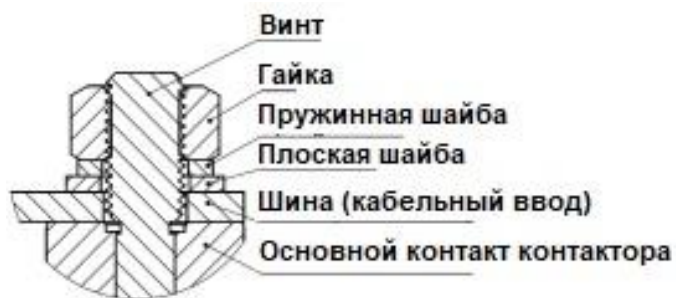 Винт
Гайка
Пружинная шайба
Плоская шайба
Шина (кабельный ввод)
Основной контакт контактора